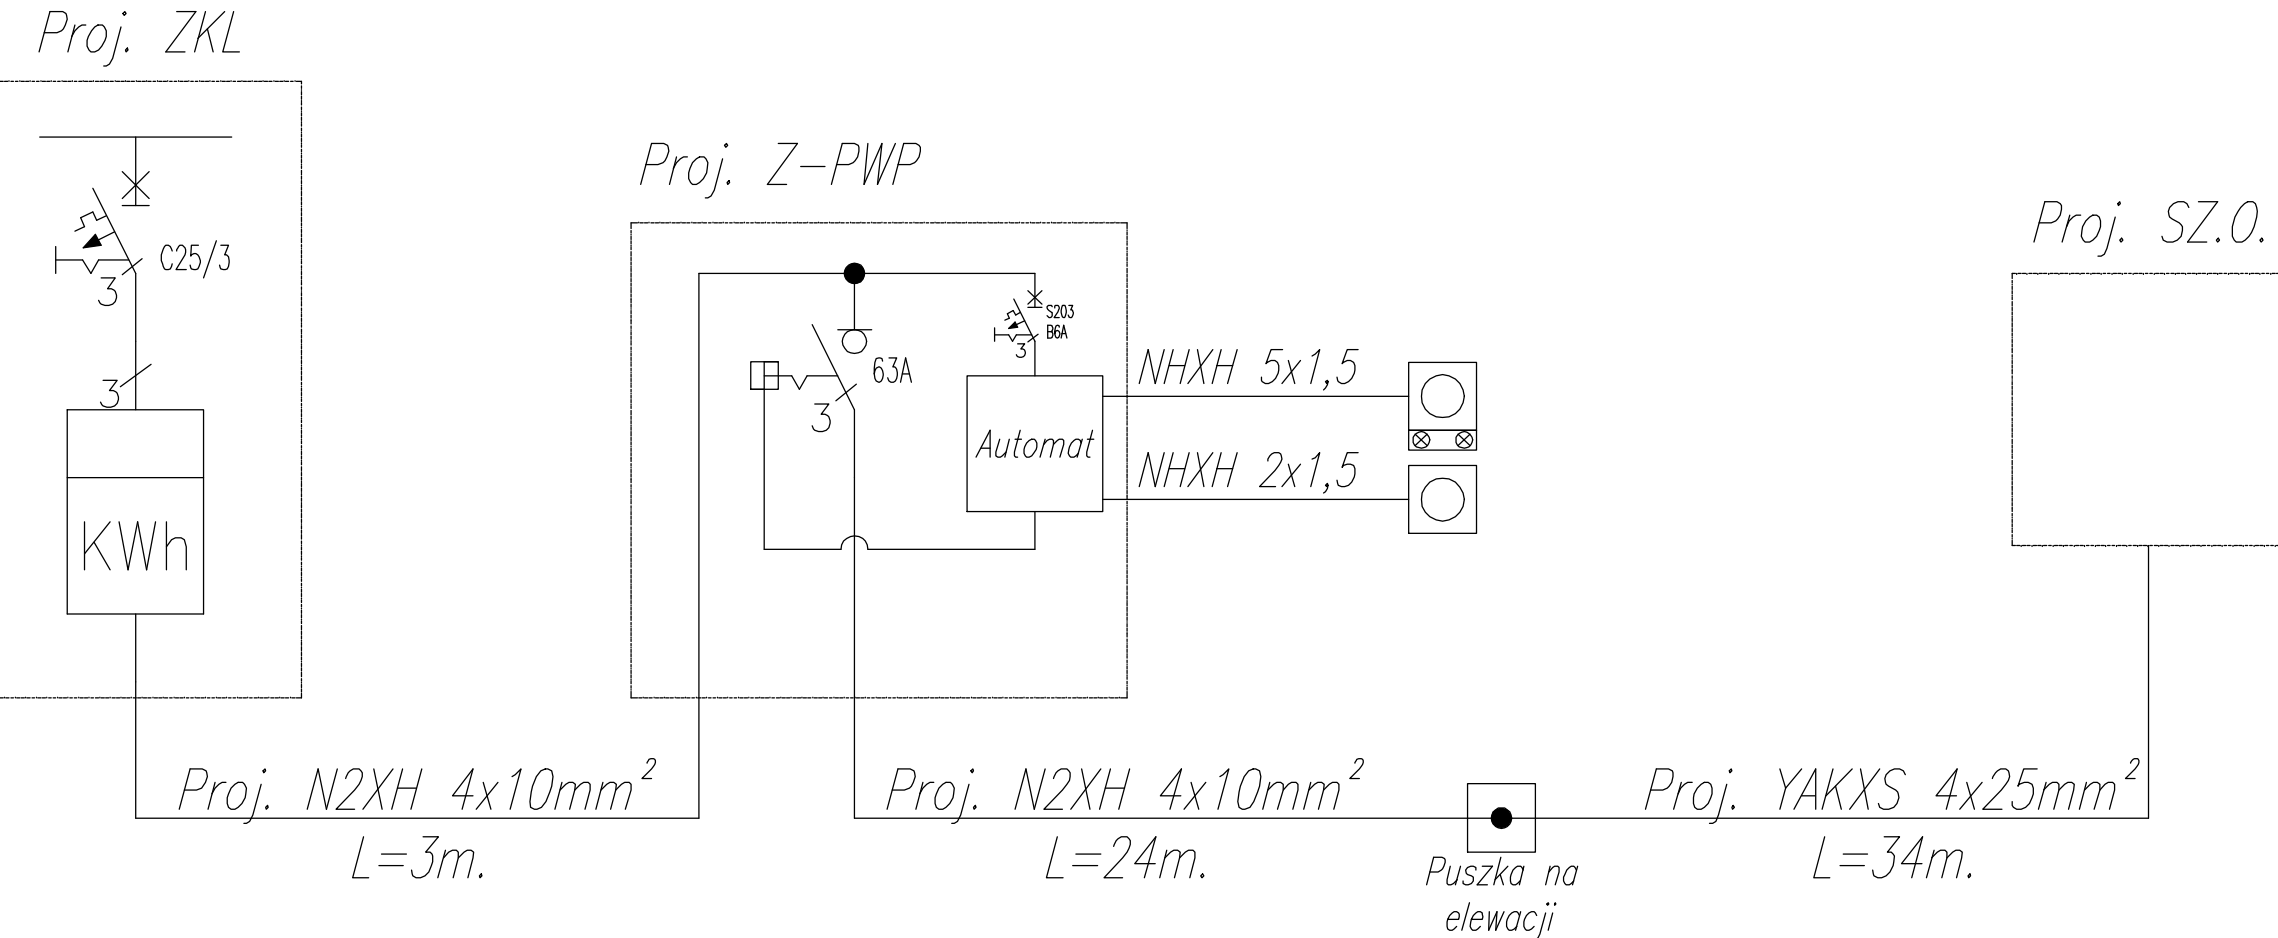 Proj. ZKL
C25/3
3
3
KWh
Proj. Z-PWP
63A
3
S203
B6A
3
Automat
NHXH 5x1,5
NHXH 2x1,5
Proj. SZ.O.
Proj. N2XH 4x10mm²
L=3m.
Proj. N2XH 4x10mm²
L=24m.
Puszka na
elewacji
Proj. YAKXS 4x25mm²
L=34m.